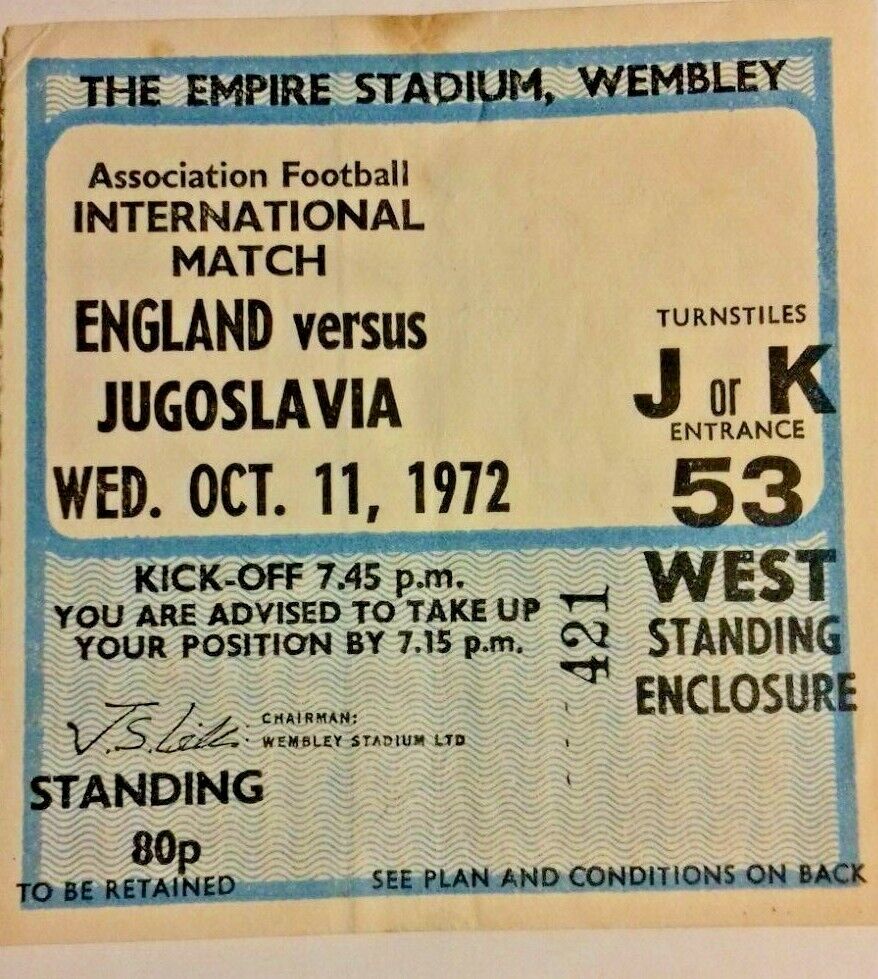 THE EMPIRE STADIUM, WEMBLEY
Association Football
INTERNATIONAL
MATCH
ENGLAND versus
JUGOSLAVIA
WED. OCT. 11, 1972
TURNSTILES
J or K
ENTRANCE
53
WEST
STANDING
ENCLOSURE
KICK-OFF 7.45 p.m.
YOU ARE ADVISED TO TAKE UP
YOUR POSITION BY 7.15 p.m.
421
CHAIRMAN:
WEMBLEY STADIUM LTD
STANDING
80p
TO BE RETAINED
SEE PLAN AND CONDITIONS ON BACK